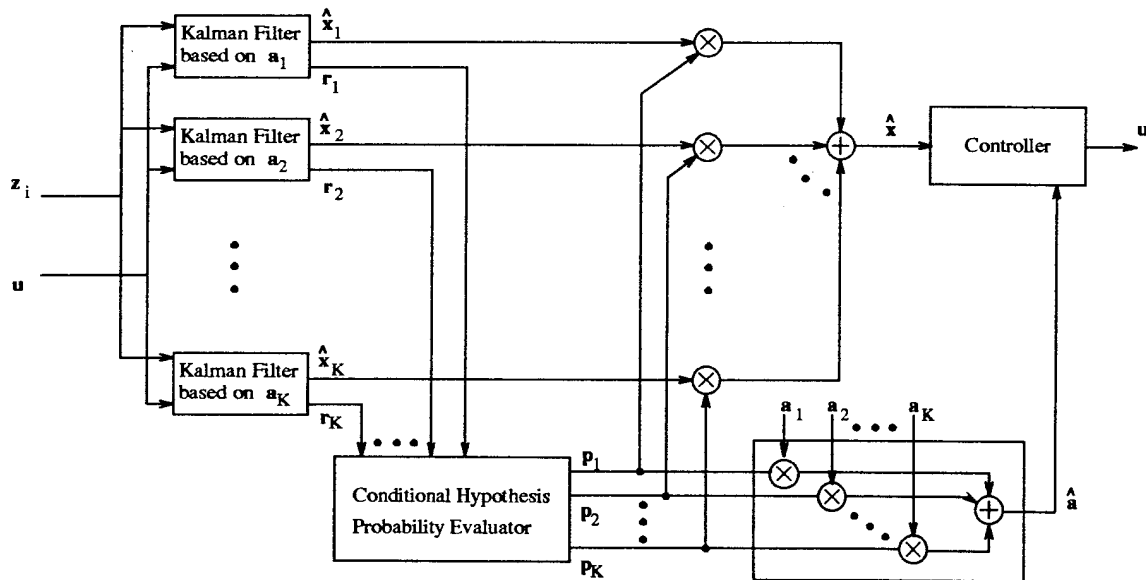 x̂1
Kalman Filter
based on a1
r1
x̂2
Kalman Filter
based on a2
r2
x̂
Controller
u
zi
u
x̂K
Kalman Filter
based on aK
rK
a1 a2 aK
p1
Conditional Hypothesis
Probability Evaluator
p2
pK
â